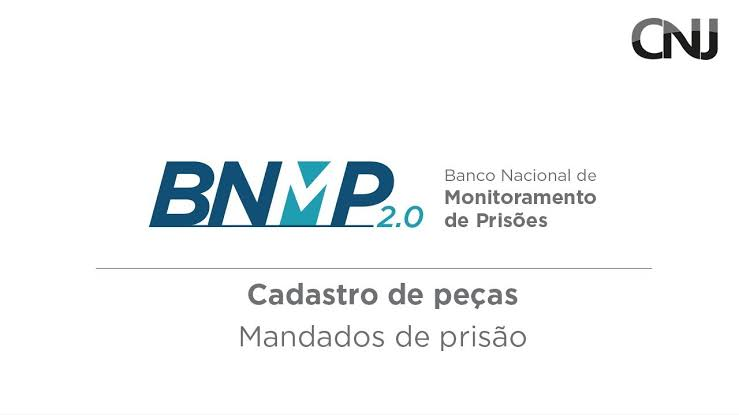 CNJ
BNMP 2.0
Banco Nacional de
Monitoramento
de Prisões
Cadastro de peças
Mandados de prisão